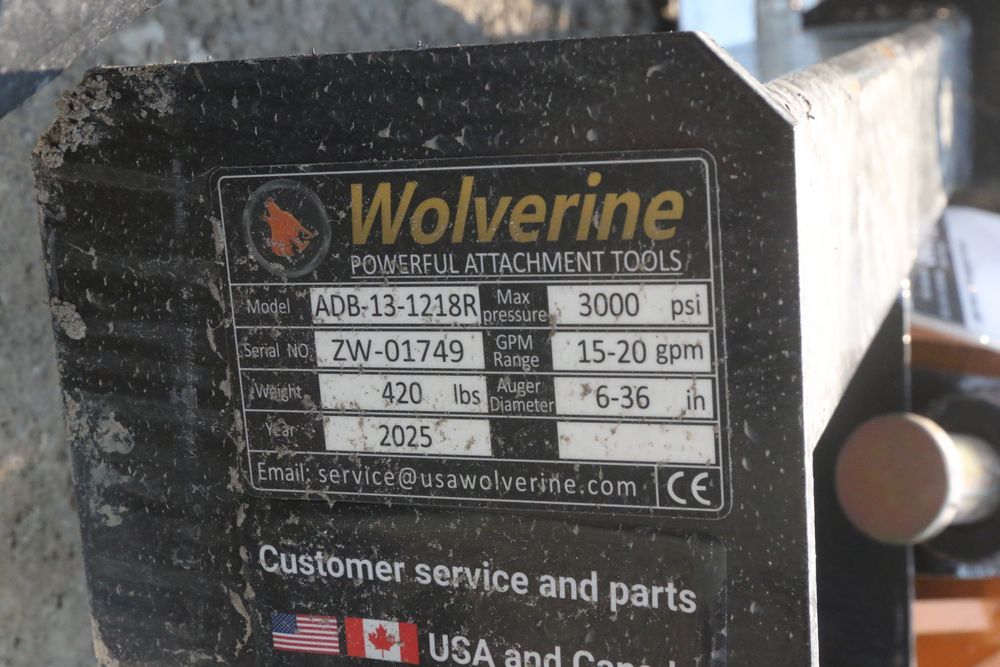 Wolverine
POWERFUL ATTACHMENT TOOLS
Model ADB-13-1218R Max pressure 3000 psi
Serial NO. ZW-01749 GPM Range 15-20 gpm
Weight 420 lbs Auger Diameter 6-36 ih
Year 2025
Email: service@usawolverine.com CE
Customer service and parts
USA and